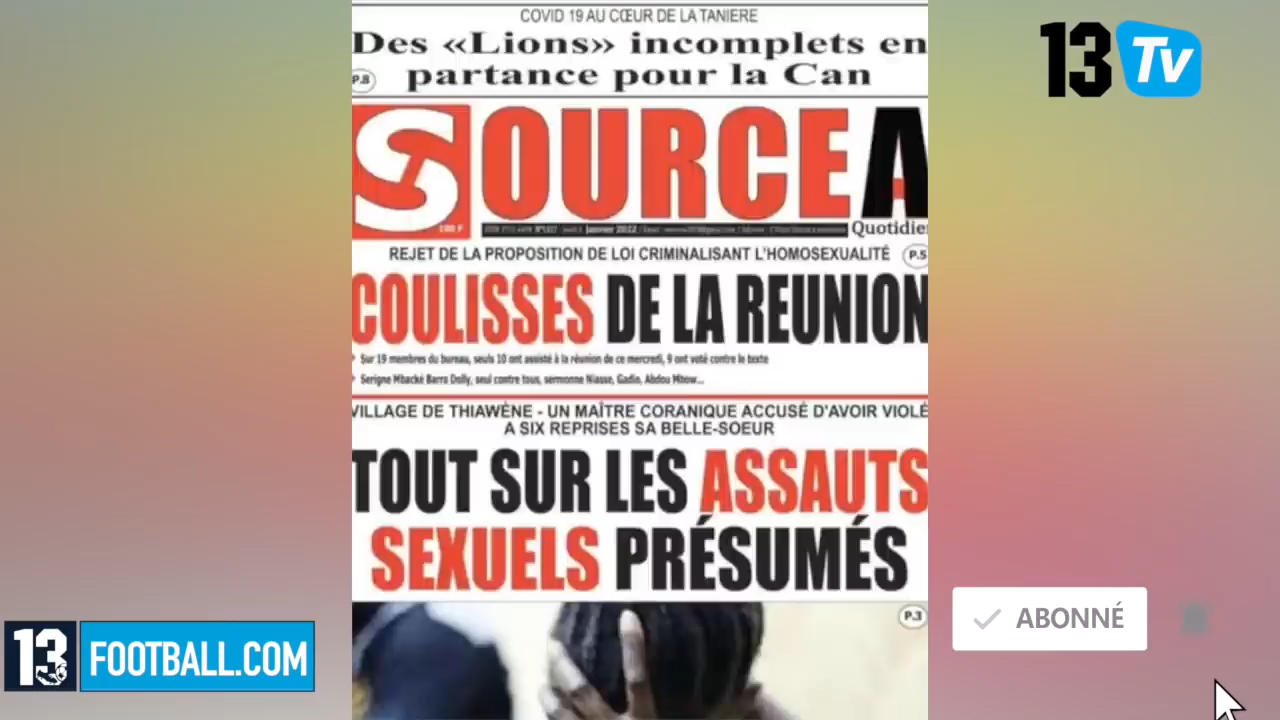 COVID 19 AU CŒUR DE LA TANIERE
Des «Lions» incomplets en
partance pour la Can
P.8
13 Tv
SOURCE A
100 F
Janvier 2022
Quotidie
REJET DE LA PROPOSITION DE LOI CRIMINALISANT L'HOMOSEXUALITÉ
P.5
COULISSES DE LA REUNION
Sur 19 membres du bureau, seuls 10 ont assisté à la réunion de ce mercredi, 9 ont voté contre le texte
Serigne Mbacké Barra Dolly, seul contre tous, sermonne Niasse, Gadio, Abdou Mbow...
VILLAGE DE THIAWÈNE - UN MAÎTRE CORANIQUE ACCUSÉ D'AVOIR VIOLÉ
A SIX REPRISES SA BELLE-SOEUR
TOUT SUR LES ASSAUTS
SEXUELS PRÉSUMÉS
P.3
ABONNÉ
13 FOOTBALL.COM